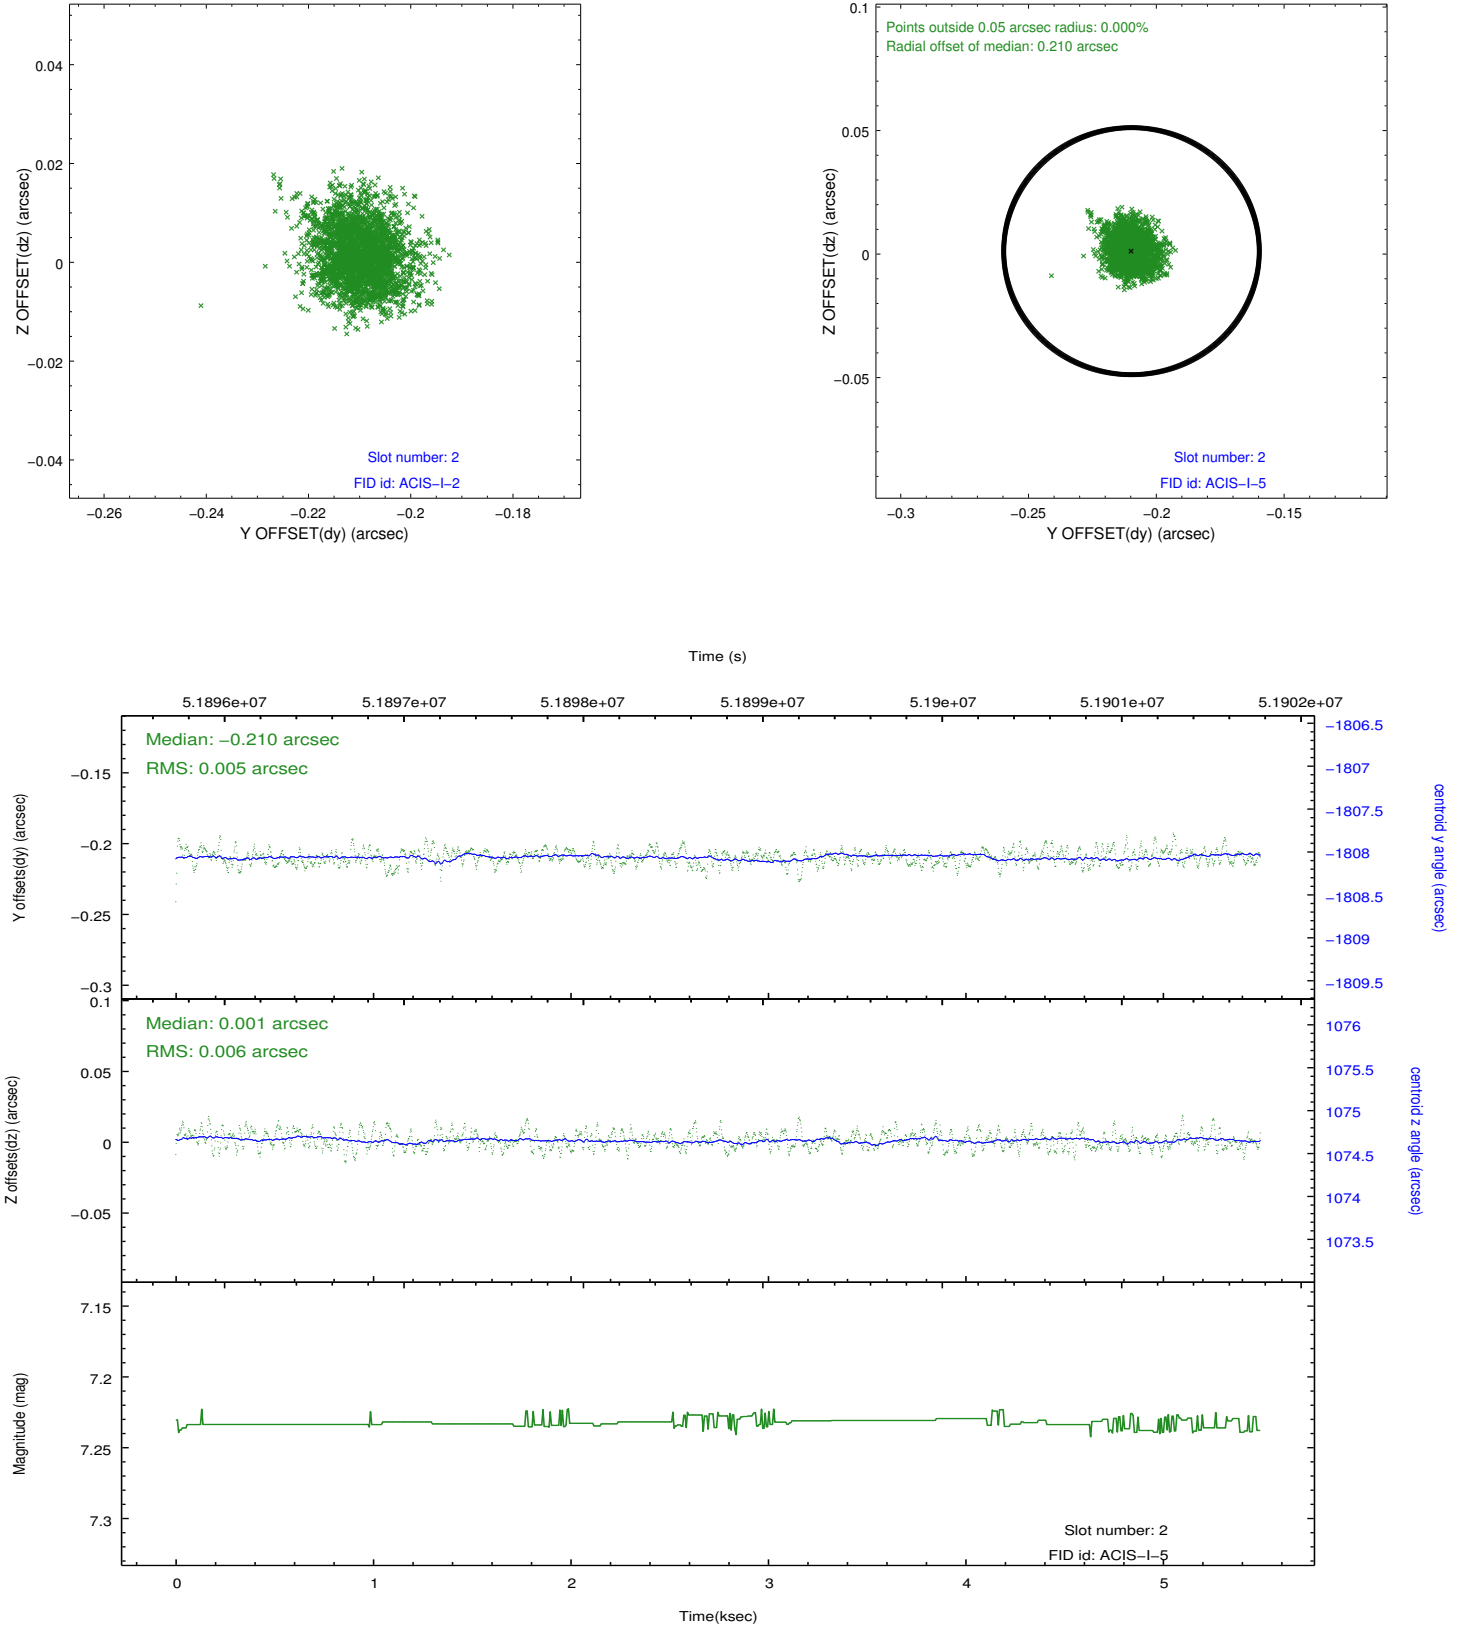 0.04
0.02
0
−0.02
−0.04
Z OFFSET(dz) (arcsec)
Slot number: 2
FID id: ACIS−I−2
−0.26
−0.24
−0.22
−0.2
−0.18
Y OFFSET(dy) (arcsec)
0.1
0.05
0
−0.05
Z OFFSET(dz) (arcsec)
Points outside 0.05 arcsec radius: 0.000%
Radial offset of median: 0.210 arcsec
Slot number: 2
FID id: ACIS−I−5
−0.3
−0.25
−0.2
−0.15
Y OFFSET(dy) (arcsec)
Time (s)
5.1896e+07
5.1897e+07
5.1898e+07
5.1899e+07
5.19e+07
5.1901e+07
5.1902e+07
Median: −0.210 arcsec
RMS: 0.005 arcsec
−0.15
−0.2
−0.25
−0.3
Y offsets(dy) (arcsec)
−1806.5
−1807
−1807.5
−1808
−1808.5
−1809
−1809.5
centroid y angle (arcsec)
Median: 0.001 arcsec
RMS: 0.006 arcsec
0.1
0.05
0
−0.05
Z offsets(dz) (arcsec)
1076
1075.5
1075
1074.5
1074
1073.5
centroid z angle (arcsec)
7.15
7.2
7.25
7.3
Magnitude (mag)
Slot number: 2
FID id: ACIS−I−5
0
1
2
3
4
5
Time(ksec)